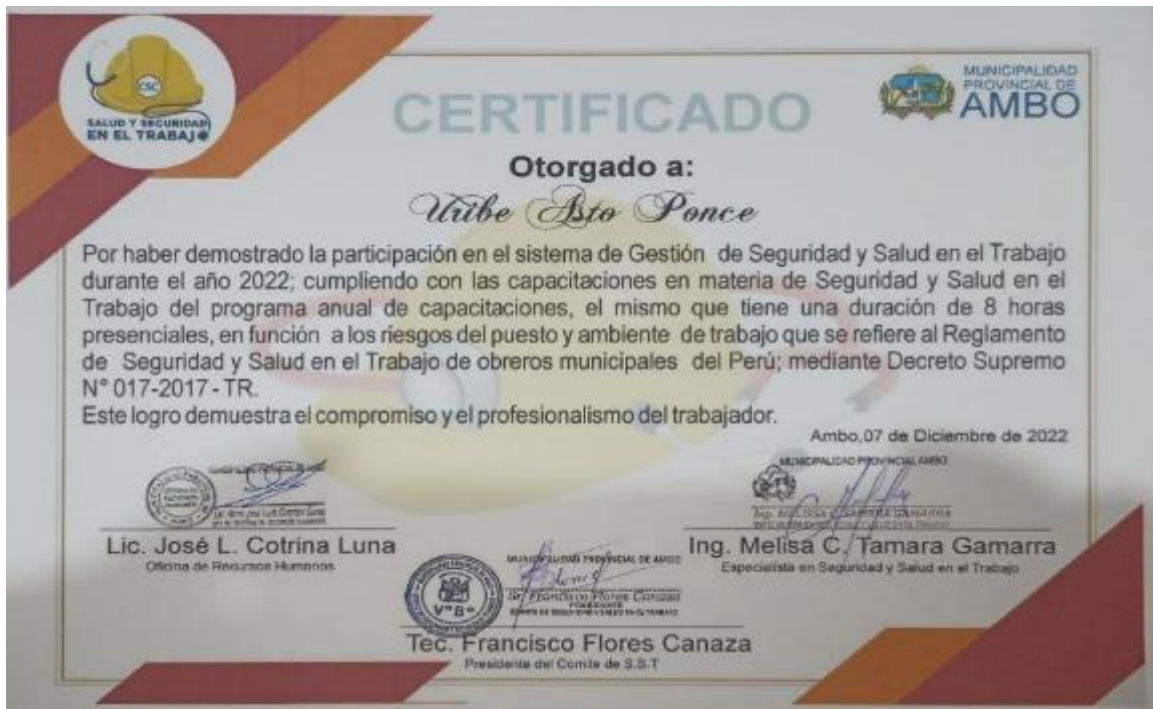 SALUD Y SEGURIDAD
EN EL TRABAJO
CSC
MUNICIPALIDAD
PROVINCIAL DE
AMBO
CERTIFICADO
Otorgado a:
Uribe Asto Ponce
Por haber demostrado la participación en el sistema de Gestión de Seguridad y Salud en el Trabajo
durante el año 2022; cumpliendo con las capacitaciones en materia de Seguridad y Salud en el
Trabajo del programa anual de capacitaciones, el mismo que tiene una duración de 8 horas
presenciales, en función a los riesgos del puesto y ambiente de trabajo que se refiere al Reglamento
de Seguridad y Salud en el Trabajo de obreros municipales del Perú; mediante Decreto Supremo
N° 017-2017 - TR.
Este logro demuestra el compromiso y el profesionalismo del trabajador.
Ambo,07 de Diciembre de 2022
MUNICIPALIDAD PROVINCIAL AMBO
Lic. José L. Cotrina Luna
Oficina de Recursos Humanos
Ing. Melisa C. Tamara Gamarra
Especialista en Seguridad y Salud en el Trabajo
MUNICIPALIDAD PROVINCIAL DE AMBO
V°B°
Sr. Francisco Flores Canaza
PRESIDENTE
Tec. Francisco Flores Canaza
Presidente del Comite de S.S.T